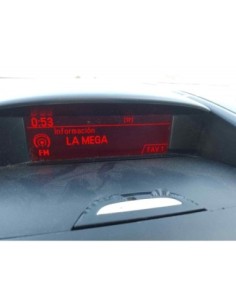 0:53
Información
LA MEGA
FM